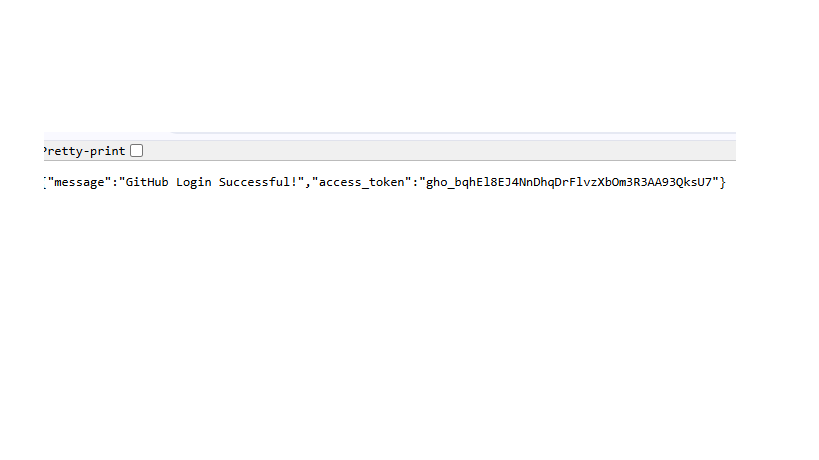 Pretty-print
{"message":"GitHub Login Successful!","access_token":"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"}